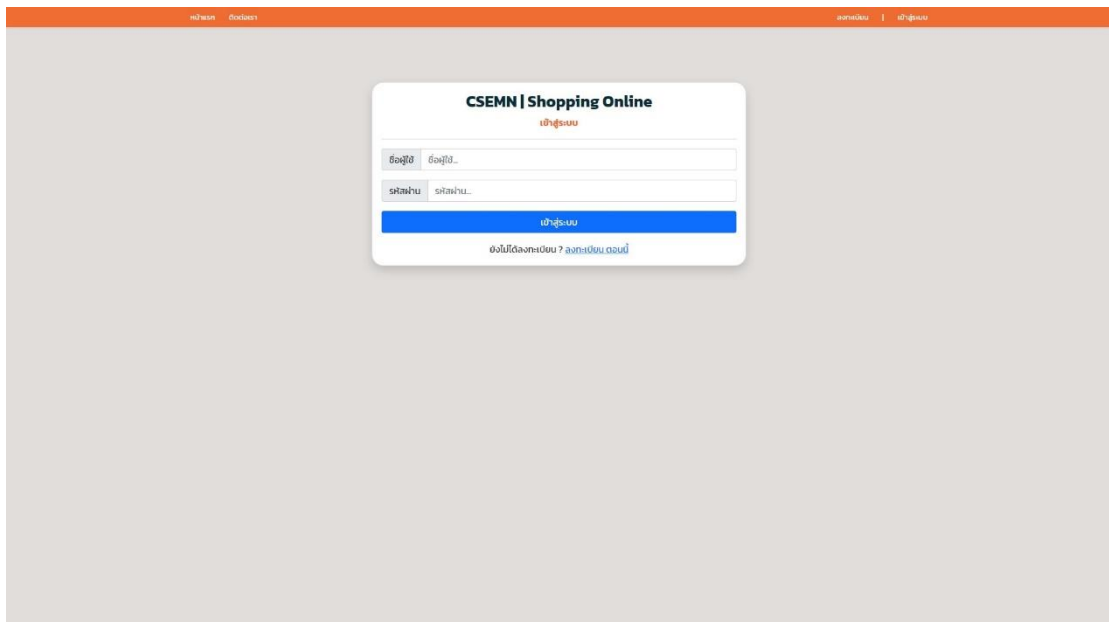 หน้าแรก ติดต่อเรา ลงทะเบียน | เข้าสู่ระบบ
CSEMN | Shopping Online
เข้าสู่ระบบ
ชื่อผู้ใช้ ชื่อผู้ใช้...
รหัสผ่าน รหัสผ่าน...
เข้าสู่ระบบ
ยังไม่ได้ลงทะเบียน ? ลงทะเบียน ตอนนี้